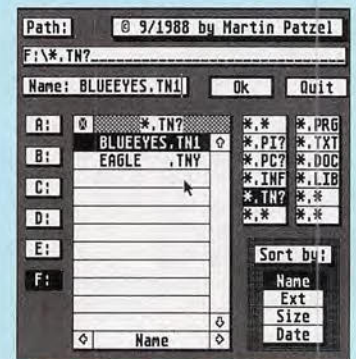 Path: © 9/1988 by Martin Patzel
F:\*.TN?
Name: BLUEEYES.TN1 Ok Quit
A: *.TN? *.* *.PRG
BLUEEYES.TN1 *.PI? *.TXT
B: EAGLE .TNY *.PC? *.DOC
C: *.INF *.LIB
*.TN? *.*
D: *.* *.*
E: Sort by:
F: Name
Ext
Size
Name Date